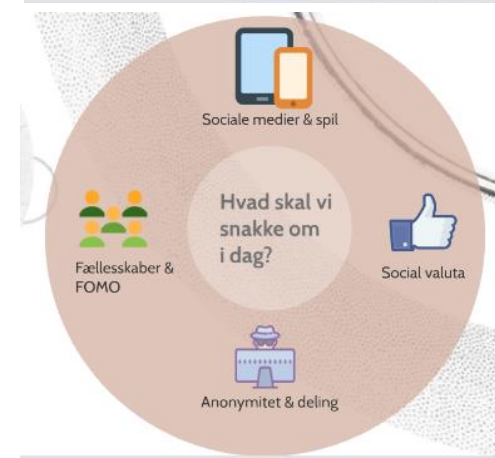 Sociale medier & spil
Hvad skal vi
snakke om
i dag?
Fællesskaber &
FOMO
Social valuta
Anonymitet & deling